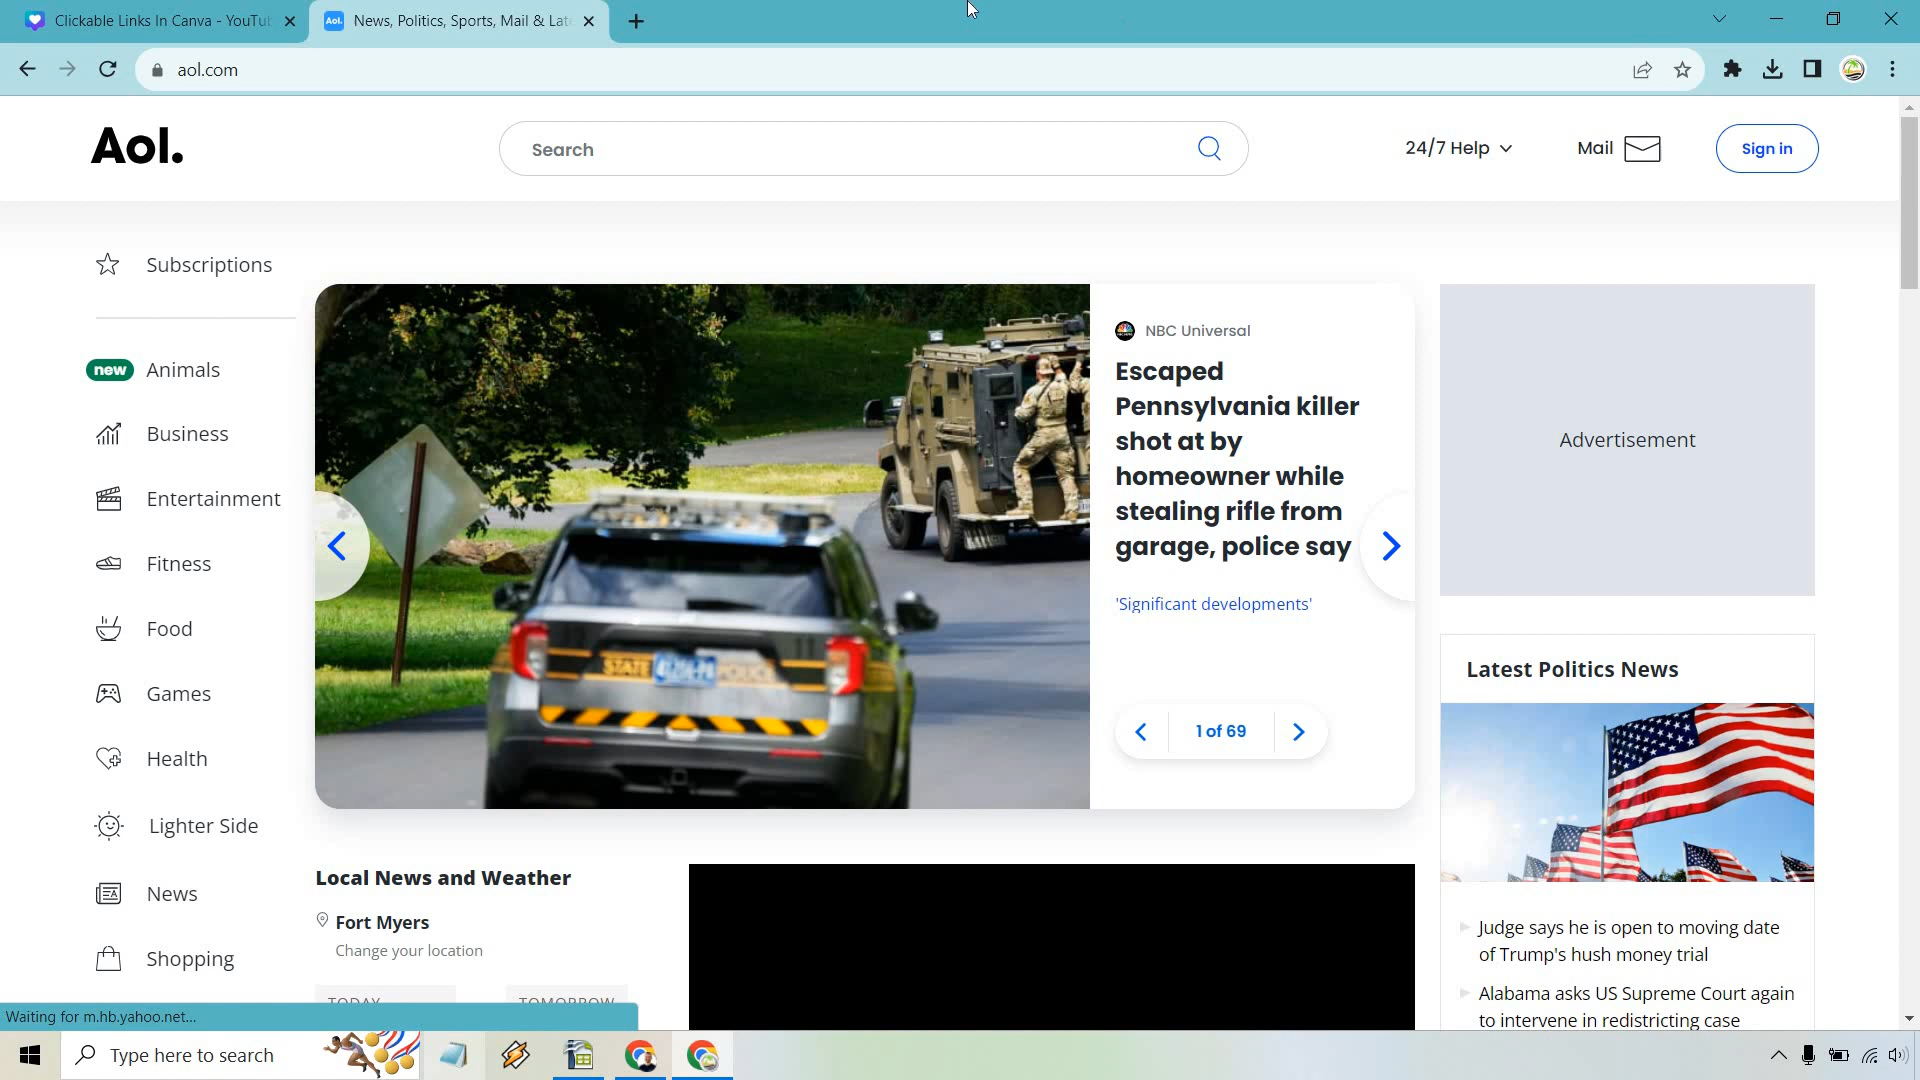 Clickable Links In Canva - YouTu
News, Politics, Sports, Mail & Lat
aol.com
Aol.
Search
24/7 Help
Mail
Sign in
Subscriptions
new Animals
Business
Entertainment
Fitness
Food
Games
Health
Lighter Side
News
Shopping
STATE POLICE
NBC Universal
Escaped
Pennsylvania killer
shot at by
homeowner while
stealing rifle from
garage, police say
'Significant developments'
1 of 69
Advertisement
Latest Politics News
Judge says he is open to moving date
of Trump's hush money trial
Alabama asks US Supreme Court again
to intervene in redistricting case
Local News and Weather
Fort Myers
Change your location
TODAY
TOMORROW
Waiting for m.hb.yahoo.net...
Type here to search